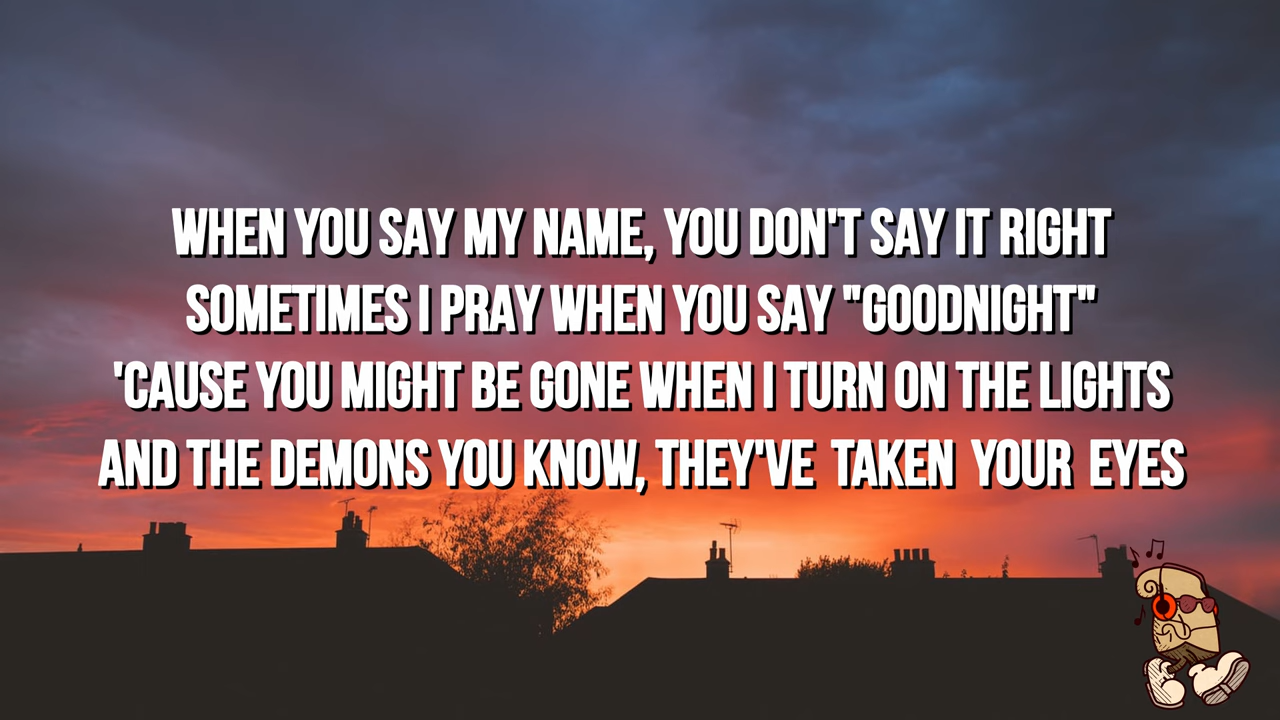 WHEN YOU SAY MY NAME, YOU DON'T SAY IT RIGHT
SOMETIMES I PRAY WHEN YOU SAY "GOODNIGHT"
'CAUSE YOU MIGHT BE GONE WHEN I TURN ON THE LIGHTS
AND THE DEMONS YOU KNOW, THEY'VE TAKEN YOUR EYES